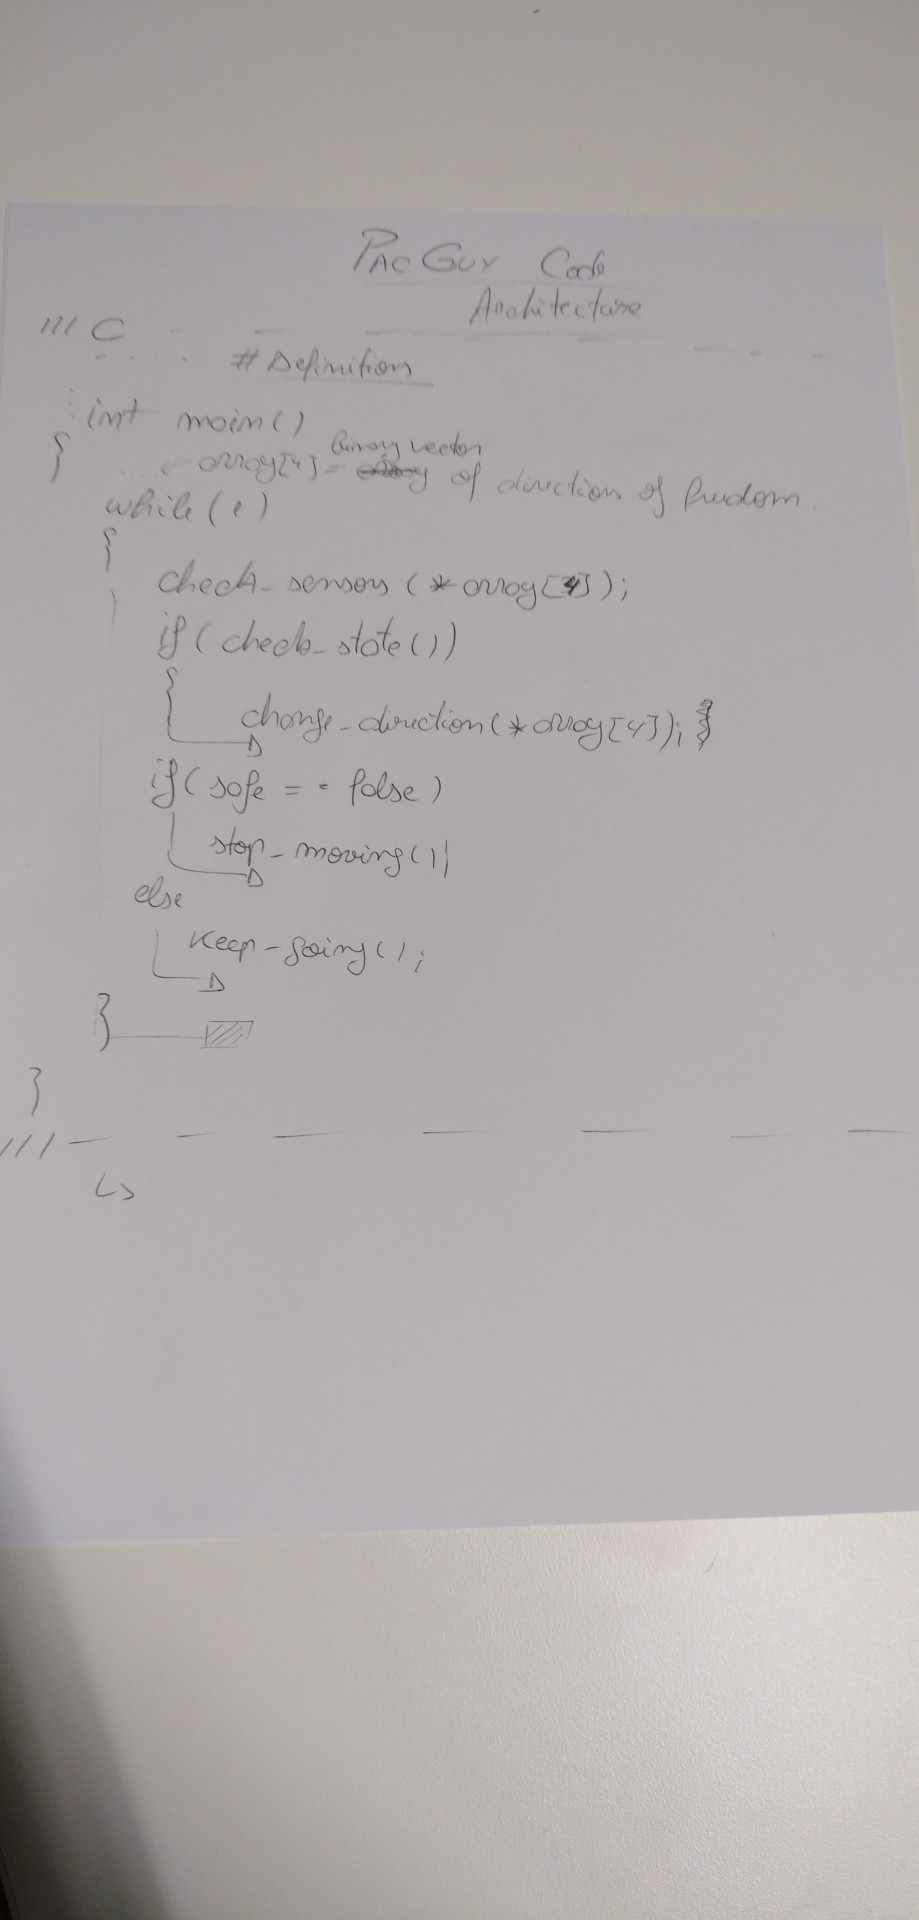 PAC GUY Code
Architecture
/// C
# Definitions
int main()
{
array[4] = Binary vector of direction of freedom.
while(1)
{
check_sensors (*array[4]);
if (check_state())
{
change_direction(*array[4]); }
if (safe == false)
stop_moving()
else
Keep_going();
}
}
///